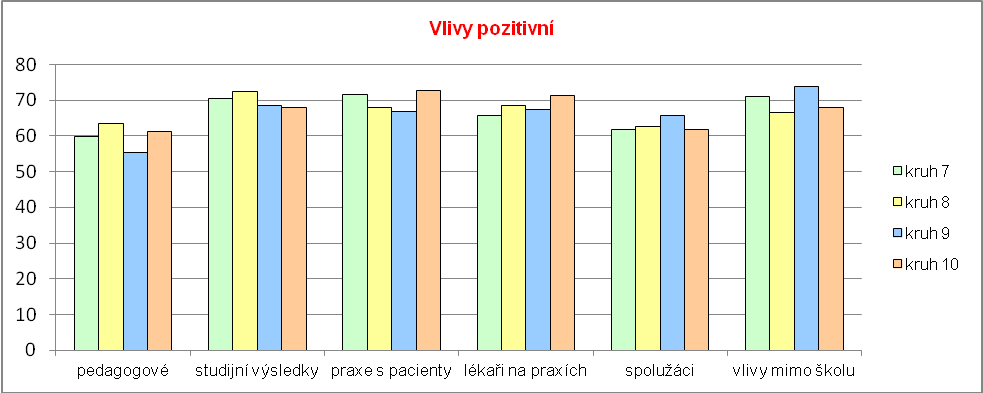 Vlivy pozitivní
80
70
60
50
40
30
20
10
0
pedagogové studijní výsledky praxe s pacienty lékaři na praxích spolužáci vlivy mimo školu
kruh 7
kruh 8
kruh 9
kruh 10